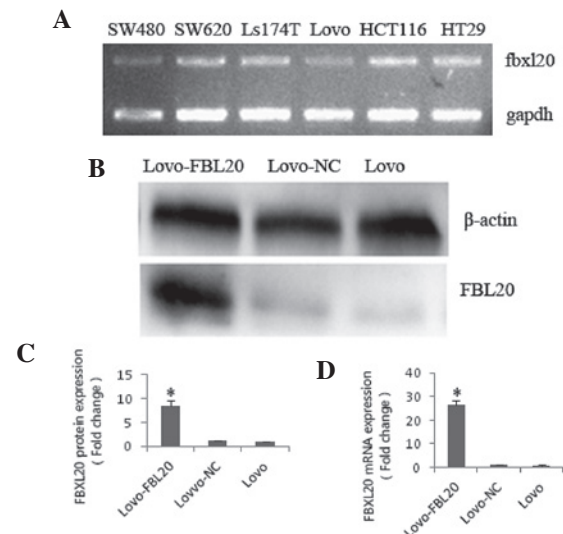 A
SW480 SW620 Ls174T Lovo HCT116 HT29
fbxl20
gapdh
B
Lovo-FBL20 Lovo-NC Lovo
β-actin
FBL20
C
FBXL20 protein expression
( Fold change )
15
10
5
0
*
Lovo-FBL20
Lovvo-NC
Lovo
D
FBXL20 mRNA expression
( Fold change )
40
30
20
10
0
*
Lovo-FBL20
Lovo-NC
Lovo